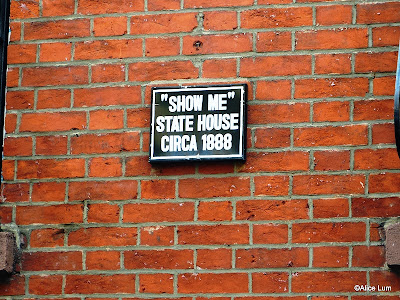 "SHOW ME"
STATE HOUSE
CIRCA 1888
©Alice Lum